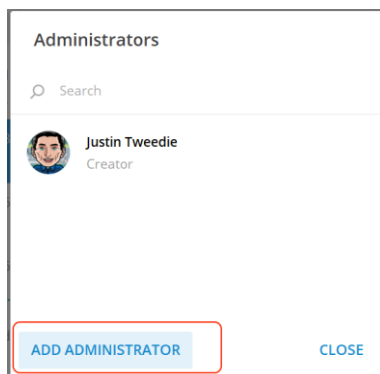 Administrators
Search
Justin Tweedie
Creator
ADD ADMINISTRATOR
CLOSE